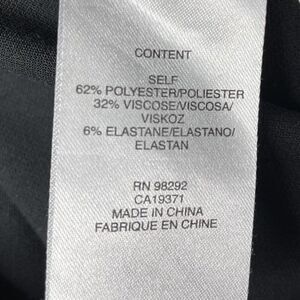 CONTENT
SELF
62% POLYESTER/POLIESTER
32% VISCOSE/VISCOSA/
VISKOZ
6% ELASTANE/ELASTANO/
ELASTAN
RN 98292
CA19371
MADE IN CHINA
FABRIQUE EN CHINE